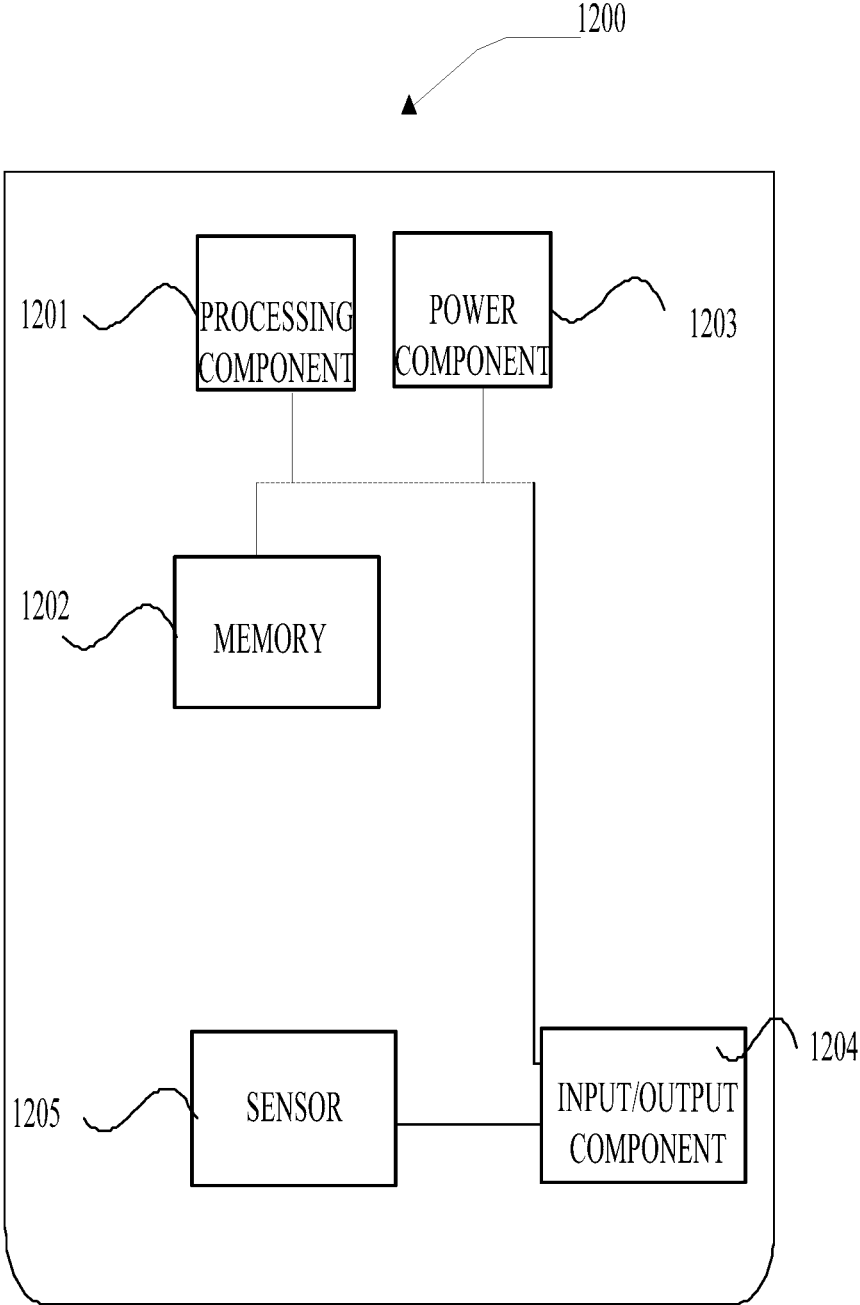 1200
1201
PROCESSING
COMPONENT
POWER
COMPONENT
1203
1202
MEMORY
1205
SENSOR
INPUT/OUTPUT
COMPONENT
1204